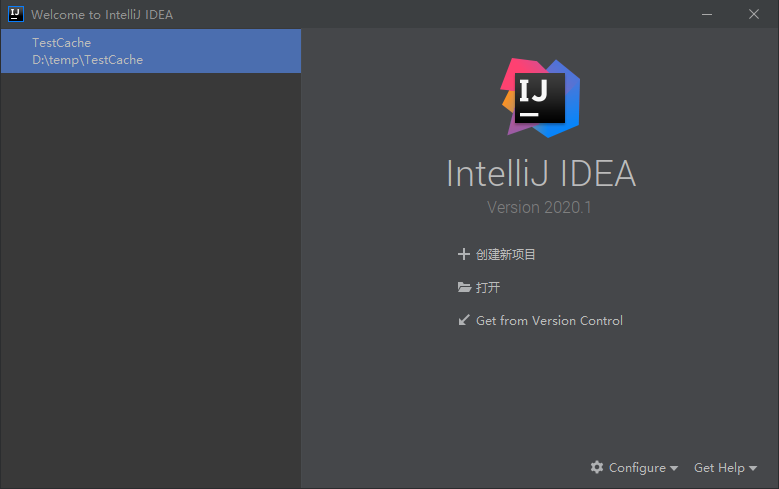 IJ
Welcome to IntelliJ IDEA
TestCache
D:\temp\TestCache
IJ
IntelliJ IDEA
Version 2020.1
创建新项目
打开
Get from Version Control
Configure
Get Help